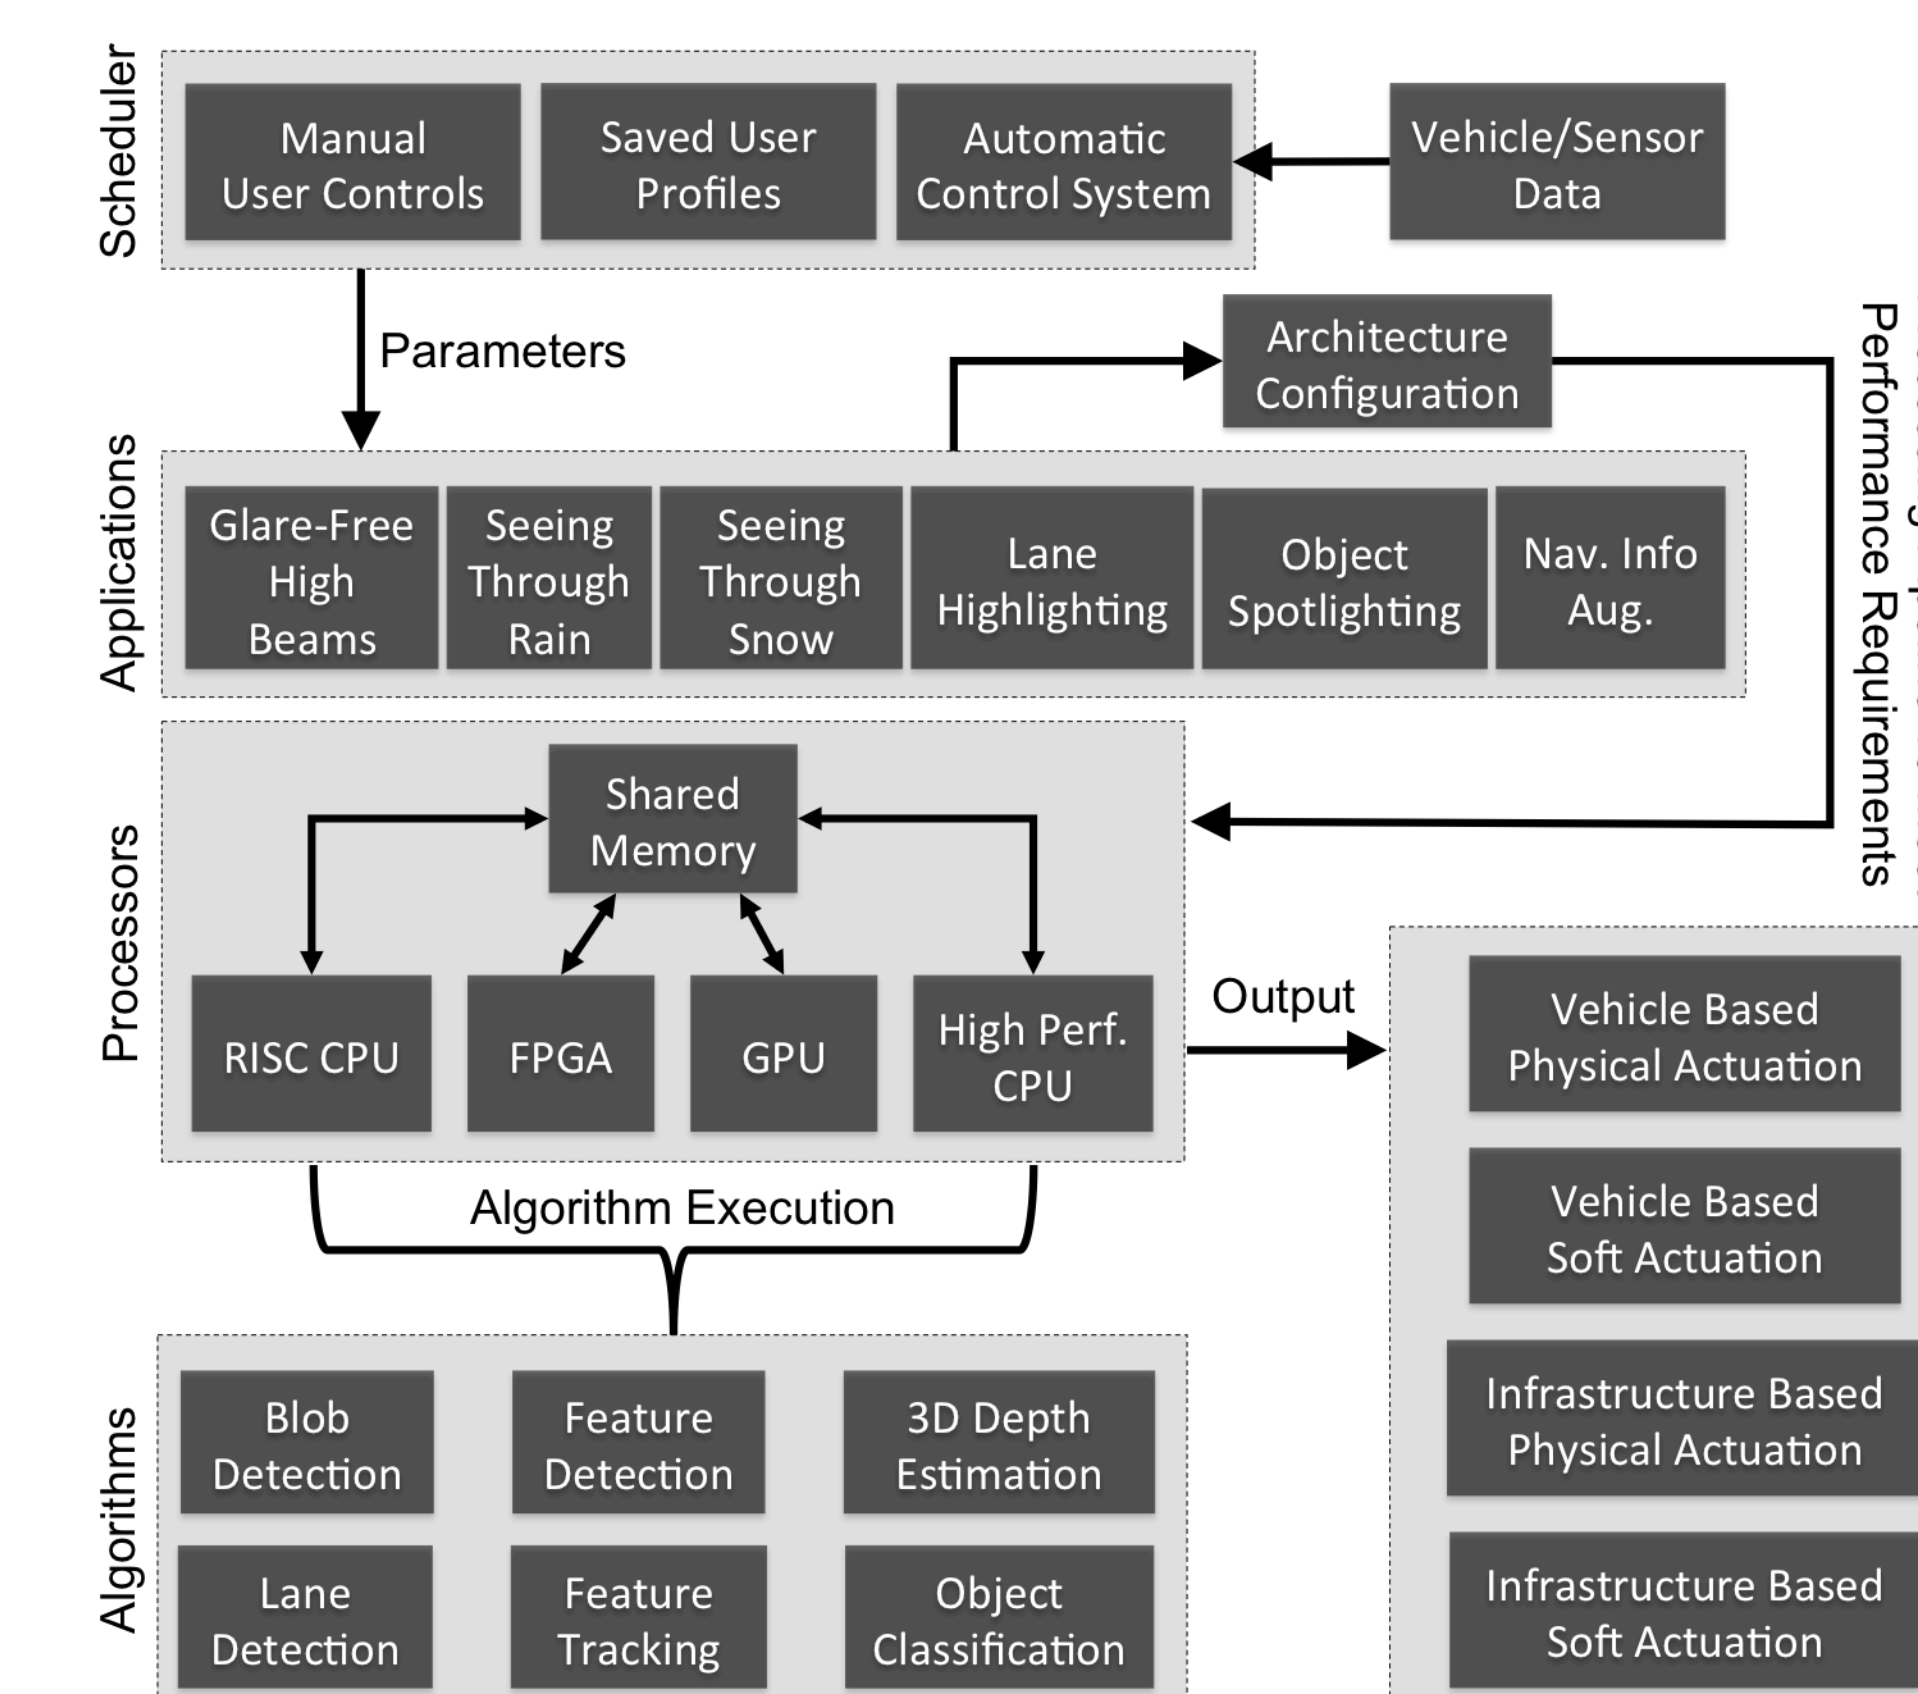 Scheduler
Manual
User Controls
Saved User
Profiles
Automatic
Control System
Vehicle/Sensor
Data
Parameters
Architecture
Configuration
Performance Requirements
Applications
Glare-Free
High
Beams
Seeing
Through
Rain
Seeing
Through
Snow
Lane
Highlighting
Object
Spotlighting
Nav. Info
Aug.
Processors
Shared
Memory
RISC CPU
FPGA
GPU
High Perf.
CPU
Output
Vehicle Based
Physical Actuation
Vehicle Based
Soft Actuation
Infrastructure Based
Physical Actuation
Infrastructure Based
Soft Actuation
Algorithm Execution
Algorithms
Blob
Detection
Feature
Detection
3D Depth
Estimation
Lane
Detection
Feature
Tracking
Object
Classification